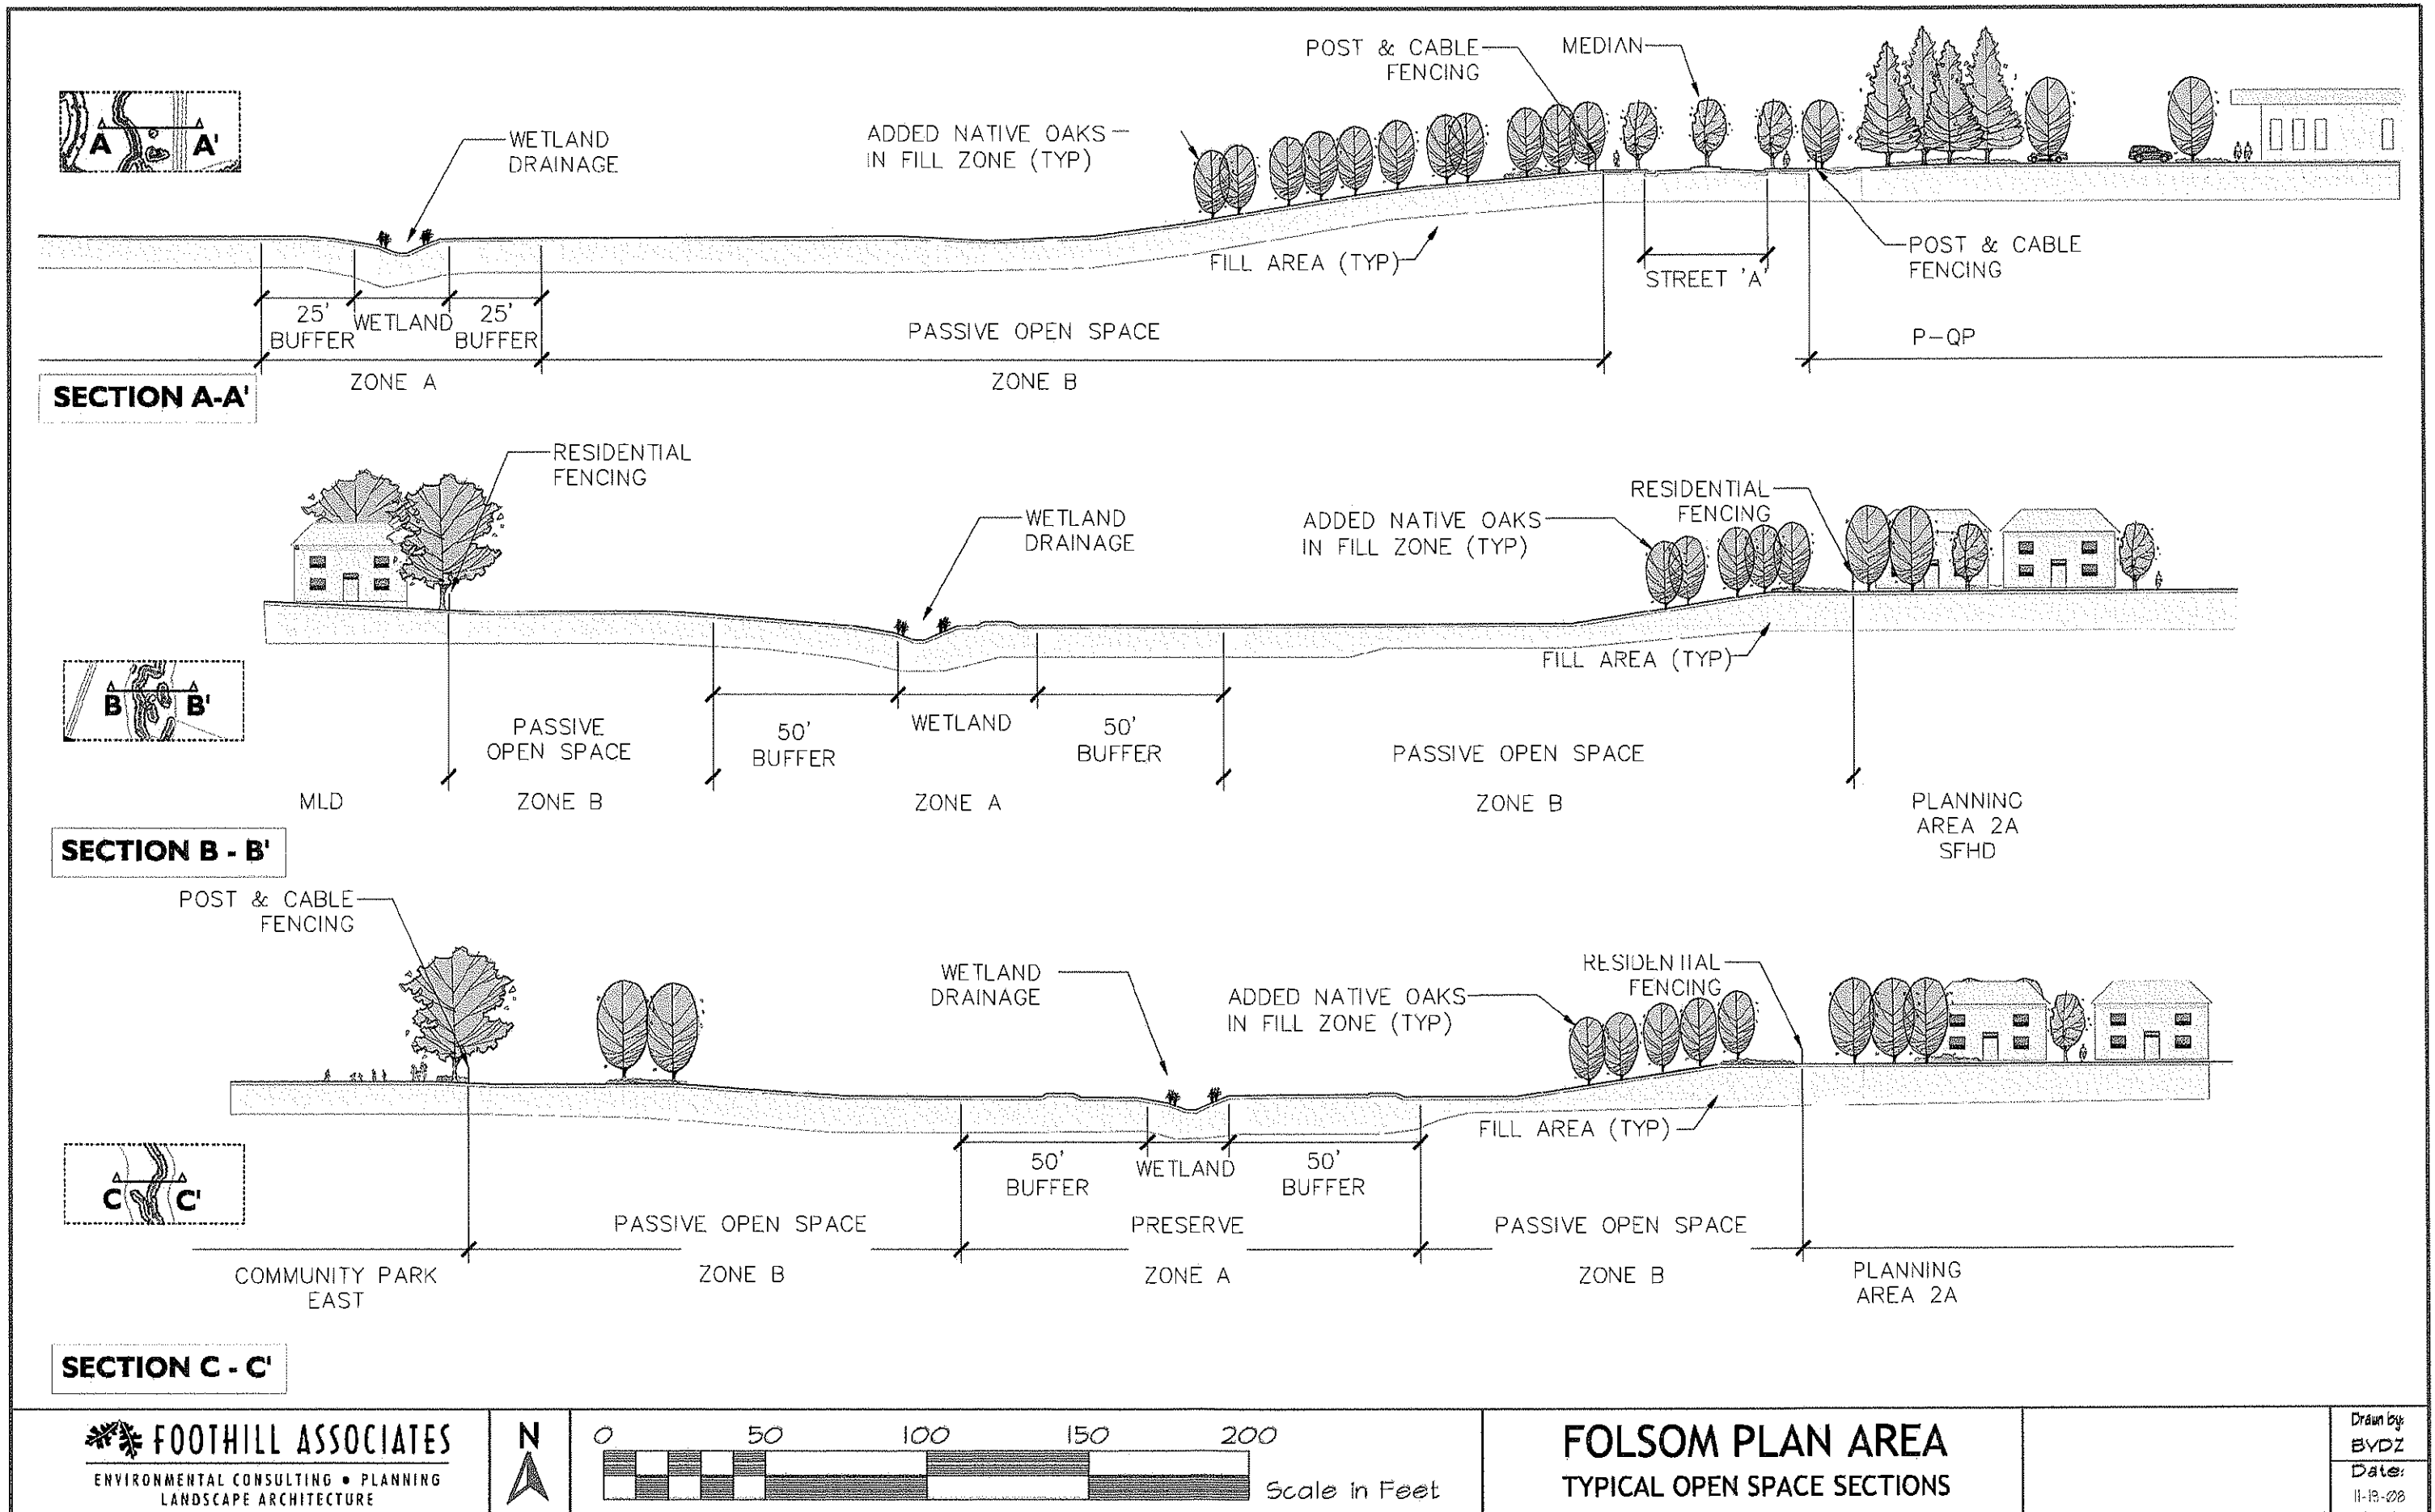 POST & CABLE
FENCING
MEDIAN
WETLAND
DRAINAGE
ADDED NATIVE OAKS
IN FILL ZONE (TYP)
A
A'
FILL AREA (TYP)
STREET 'A'
POST & CABLE
FENCING
25'
BUFFER
WETLAND
25'
BUFFER
PASSIVE OPEN SPACE
P-QP
ZONE A
ZONE B
SECTION A-A'
RESIDENTIAL
FENCING
WETLAND
DRAINAGE
ADDED NATIVE OAKS
IN FILL ZONE (TYP)
RESIDENTIAL
FENCING
FILL AREA (TYP)
B
B'
PASSIVE
OPEN SPACE
50'
BUFFER
WETLAND
50'
BUFFER
PASSIVE OPEN SPACE
MLD
ZONE B
ZONE A
ZONE B
PLANNING
AREA 2A
SFHD
SECTION B - B'
POST & CABLE
FENCING
WETLAND
DRAINAGE
ADDED NATIVE OAKS
IN FILL ZONE (TYP)
RESIDENTIAL
FENCING
FILL AREA (TYP)
C
C'
50'
BUFFER
WETLAND
50'
BUFFER
PASSIVE OPEN SPACE
PRESERVE
PASSIVE OPEN SPACE
COMMUNITY PARK
EAST
ZONE B
ZONE A
ZONE B
PLANNING
AREA 2A
SECTION C - C'
FOOTHILL ASSOCIATES
ENVIRONMENTAL CONSULTING • PLANNING
LANDSCAPE ARCHITECTURE
N
0 50 100 150 200
Scale in Feet
FOLSOM PLAN AREA
TYPICAL OPEN SPACE SECTIONS
Drawn by:
BVDZ
Date:
11-13-08